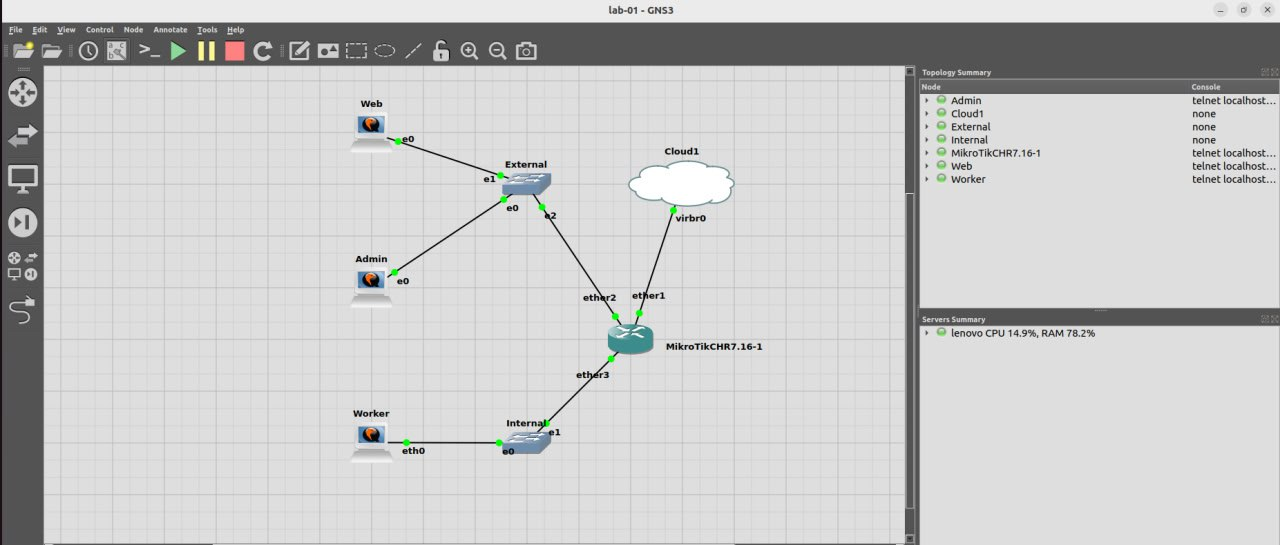 lab-01 - GNS3
File Edit View Control Node Annotate Tools Help
Web
e0
External
e1
e0
e2
Cloud1
virbr0
Admin
e0
ether2
ether1
MikroTikCHR7.16-1
ether3
Worker
eth0
Internal
e1
e0
Topology Summary
Node Console
Admin telnet localhost...
Cloud1 none
External none
Internal none
MikroTikCHR7.16-1 telnet localhost...
Web telnet localhost...
Worker telnet localhost...
Servers Summary
lenovo CPU 14.9%, RAM 78.2%